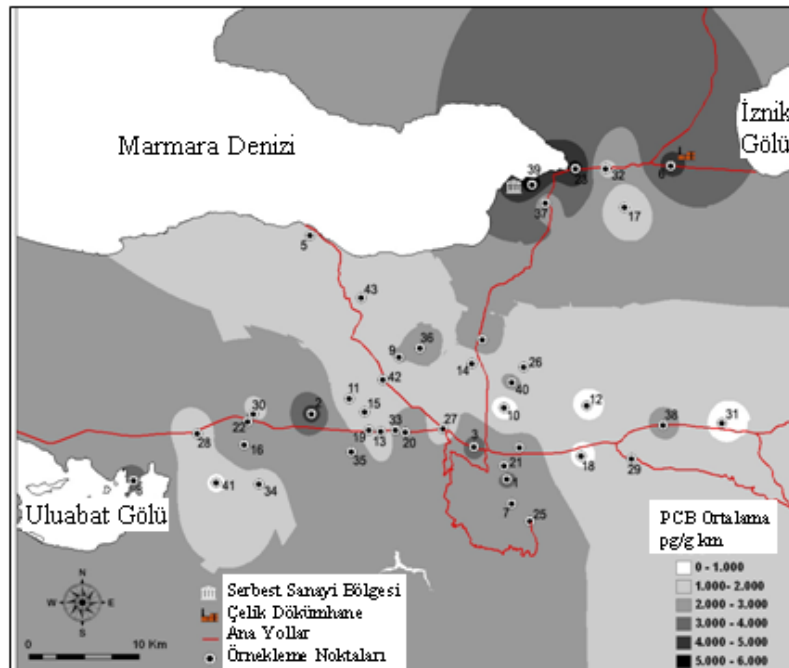 İznik
Gölü
Marmara Denizi
39
23
32
6
37
17
5
43
36
9
14
26
40
42
11
10
12
15
2
30
22
28
19
13
33
20
27
38
31
3
16
35
21
18
29
1
41
34
7
25
Uluabat Gölü
PCB Ortalama
pg/g km
0 - 1.000
1.000 - 2.000
2.000 - 3.000
3.000 - 4.000
4.000 - 5.000
5.000 - 6.000
N
W E
S
0 10 Km
Serbest Sanayi Bölgesi
Çelik Dökümhane
Ana Yollar
Örnekleme Noktaları